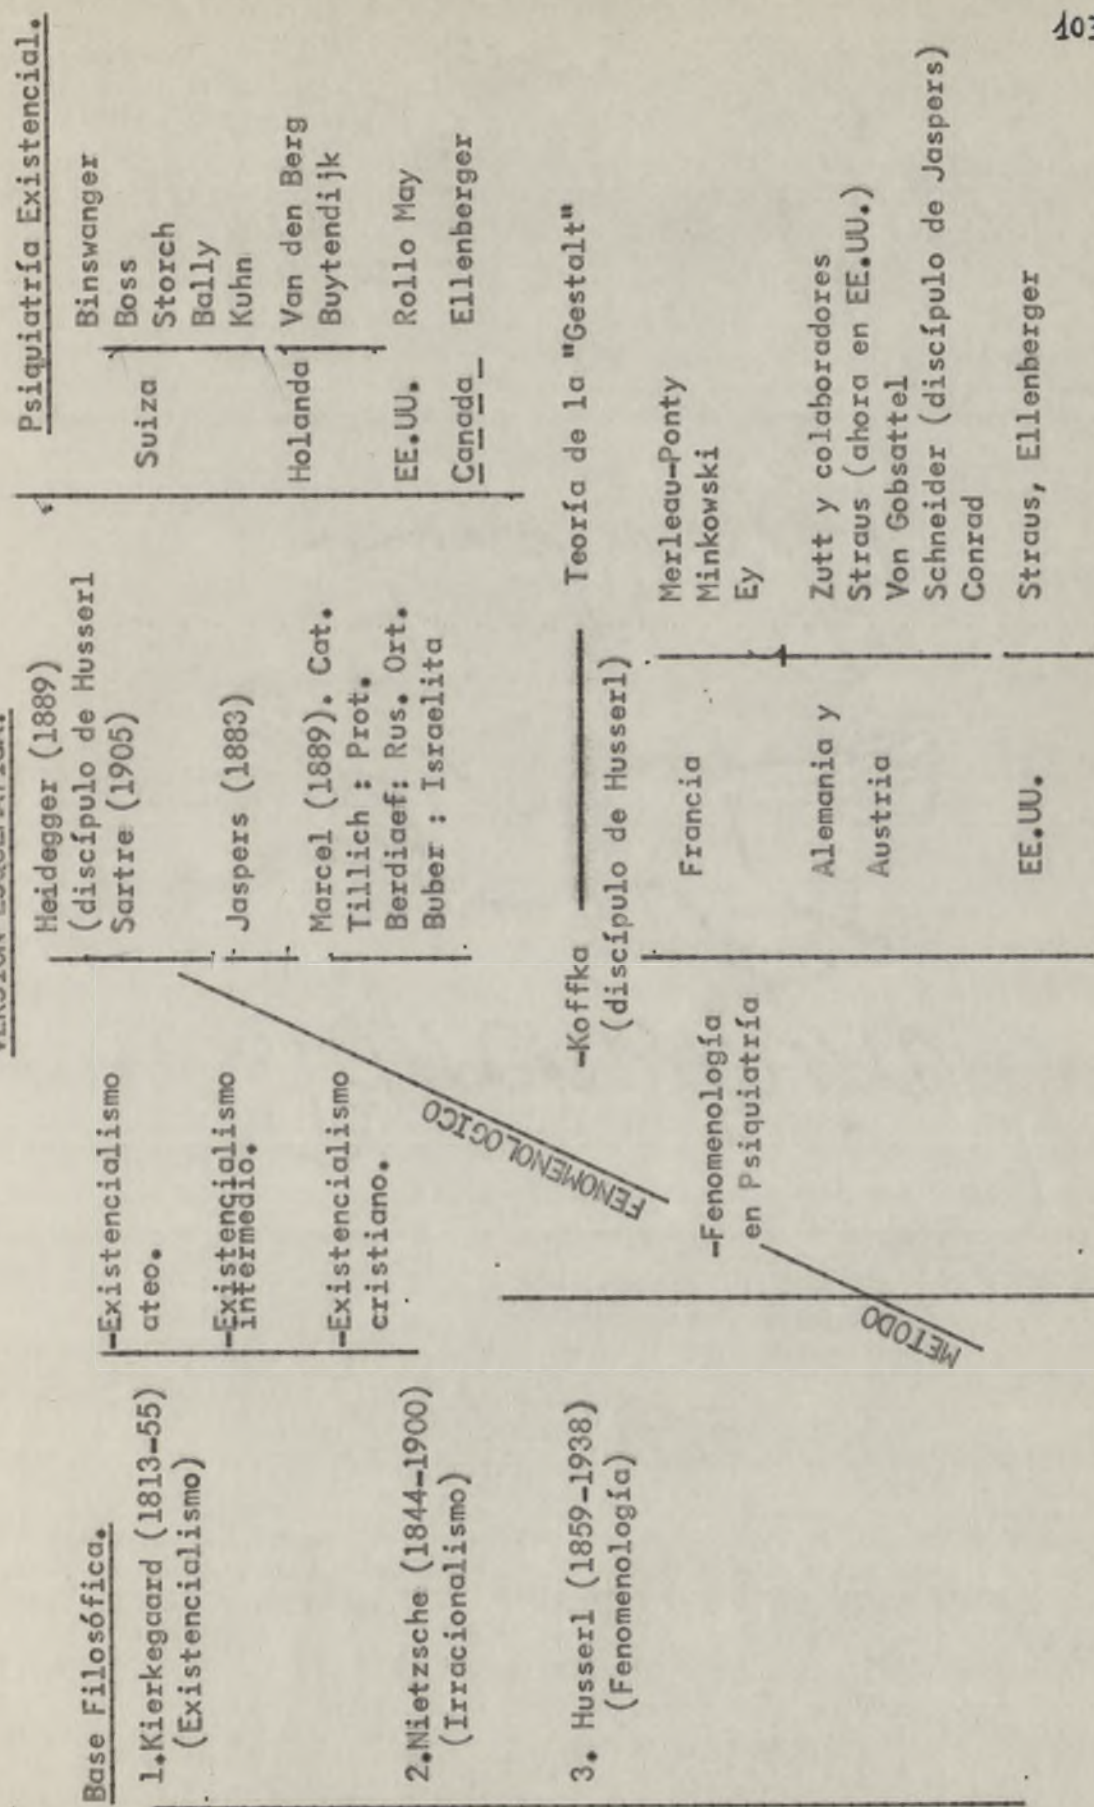 103
VERSION ESQUEMATICA.
Base Filosófica.
1.Kierkegaard (1813-55)
(Existencialismo)
2.Nietzsche (1844-1900)
(Irracionalismo)
3. Husserl (1859-1938)
(Fenomenología)
-Existencialismo
ateo.
-Existencialismo
intermedio.
-Existencialismo
cristiano.
Heidegger (1889)
(discípulo de Husserl
Sartre (1905)
Jaspers (1883)
Marcel (1889). Cat.
Tillich : Prot.
Berdiaef: Rus. Ort.
Buber : Israelita
Psiquiatría Existencial.
Suiza
Binswanger
Boss
Storch
Bally
Kuhn
Holanda
Van den Berg
Buytendijk
EE.UU. Rollo May
Canada Ellenberger
FENOMENOLOGICO
METODO
-Koffka Teoría de la "Gestalt"
(discípulo de Husserl)
-Fenomenología
en Psiquiatría
Francia
Merleau-Ponty
Minkowski
Ey
Alemania y
Austria
Zutt y colaboradores
Straus (ahora en EE.UU.)
Von Gobsattel
Schneider (discípulo de Jaspers)
Conrad
EE.UU.
Straus, Ellenberger